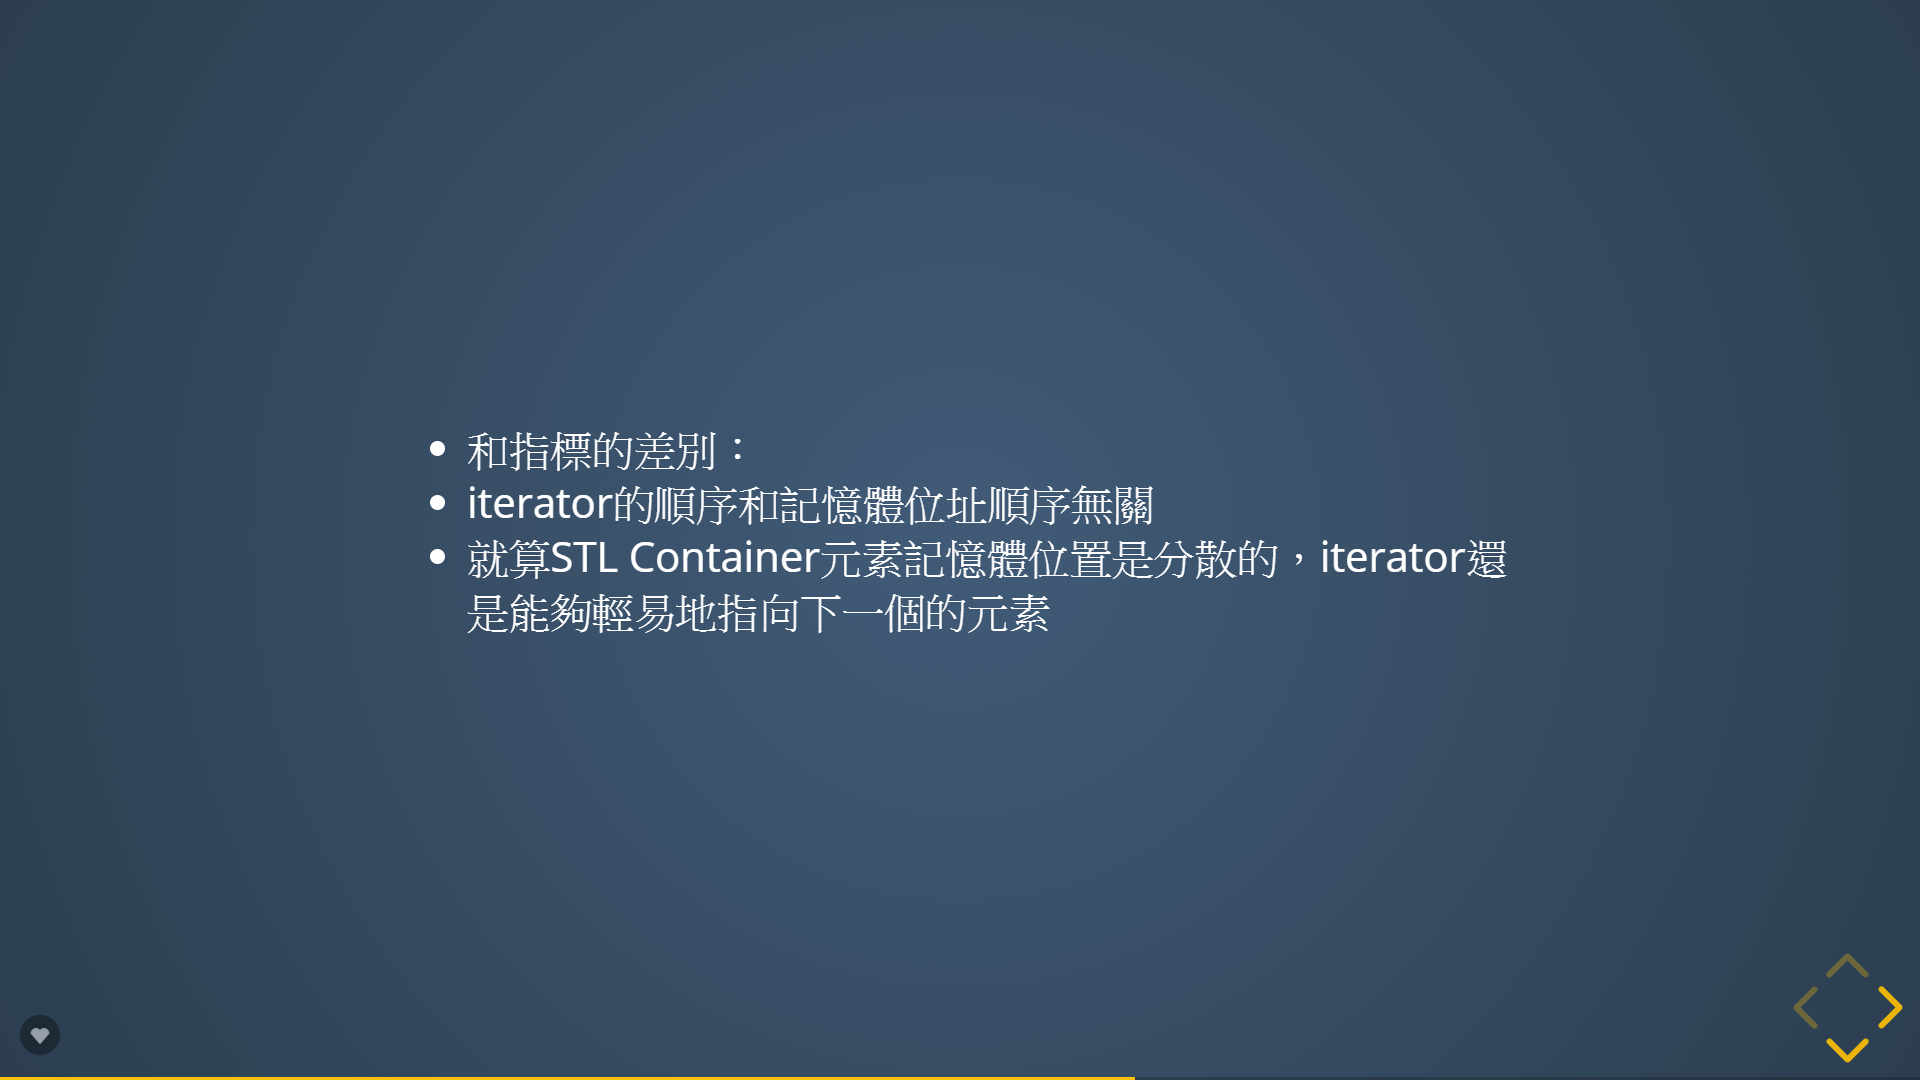 和指標的差別：
iterator的順序和記憶體位址順序無關
就算STL Container元素記憶體位置是分散的，iterator還
是能夠輕易地指向下一個的元素